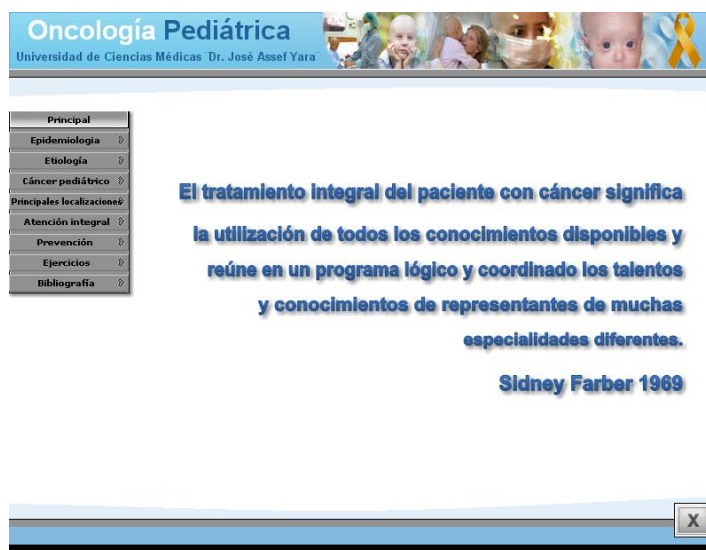 Oncología Pediátrica
Universidad de Ciencias Médicas ¨Dr. José Assef Yara¨
Principal
Epidemiologia
Etiología
Cáncer pediátrico
Principales localizaciones
Atención integral
Prevención
Ejercicios
Bibliografía
El tratamiento integral del paciente con cáncer significa
la utilización de todos los conocimientos disponibles y
reúne en un programa lógico y coordinado los talentos
y conocimientos de representantes de muchas
especialidades diferentes.
Sidney Farber 1969
X